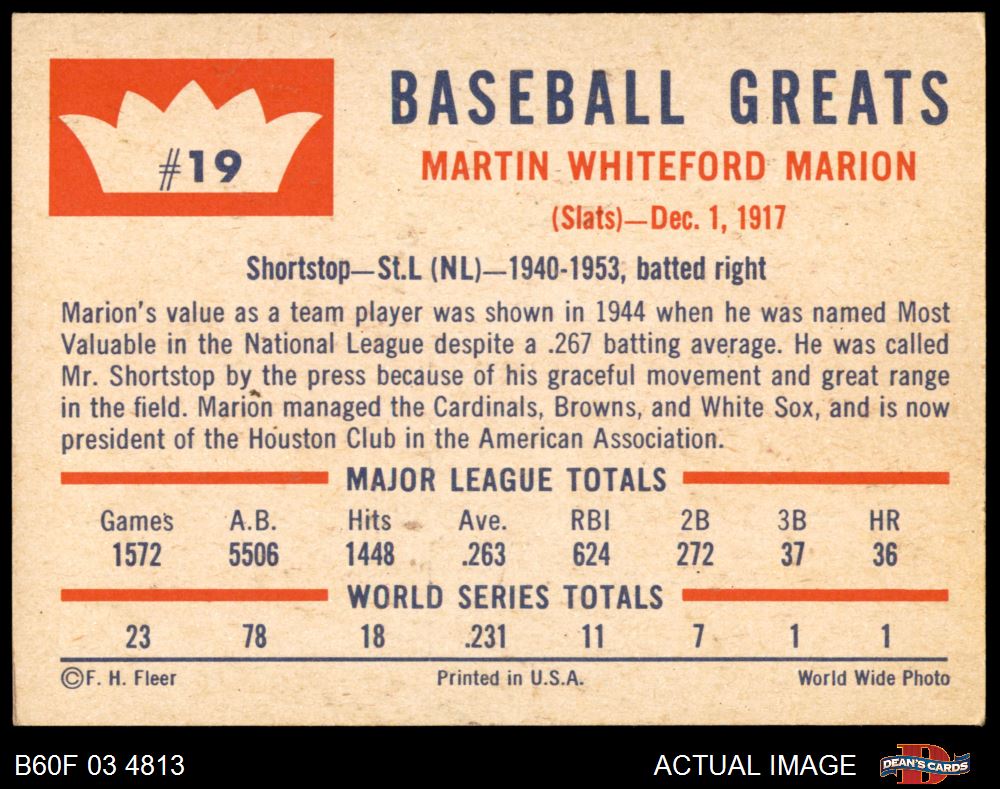 #19
BASEBALL GREATS
MARTIN WHITEFORD MARION
(Slats)—Dec. 1, 1917
Shortstop—St.L (NL)—1940-1953, batted right
Marion's value as a team player was shown in 1944 when he was named Most
Valuable in the National League despite a .267 batting average. He was called
Mr. Shortstop by the press because of his graceful movement and great range
in the field. Marion managed the Cardinals, Browns, and White Sox, and is now
president of the Houston Club in the American Association.
MAJOR LEAGUE TOTALS
Games A.B. Hits Ave. RBI 2B 3B HR
1572 5506 1448 .263 624 272 37 36
WORLD SERIES TOTALS
23 78 18 .231 11 7 1 1
©F. H. Fleer Printed in U.S.A. World Wide Photo
B60F 03 4813 ACTUAL IMAGE DEAN'S CARDS